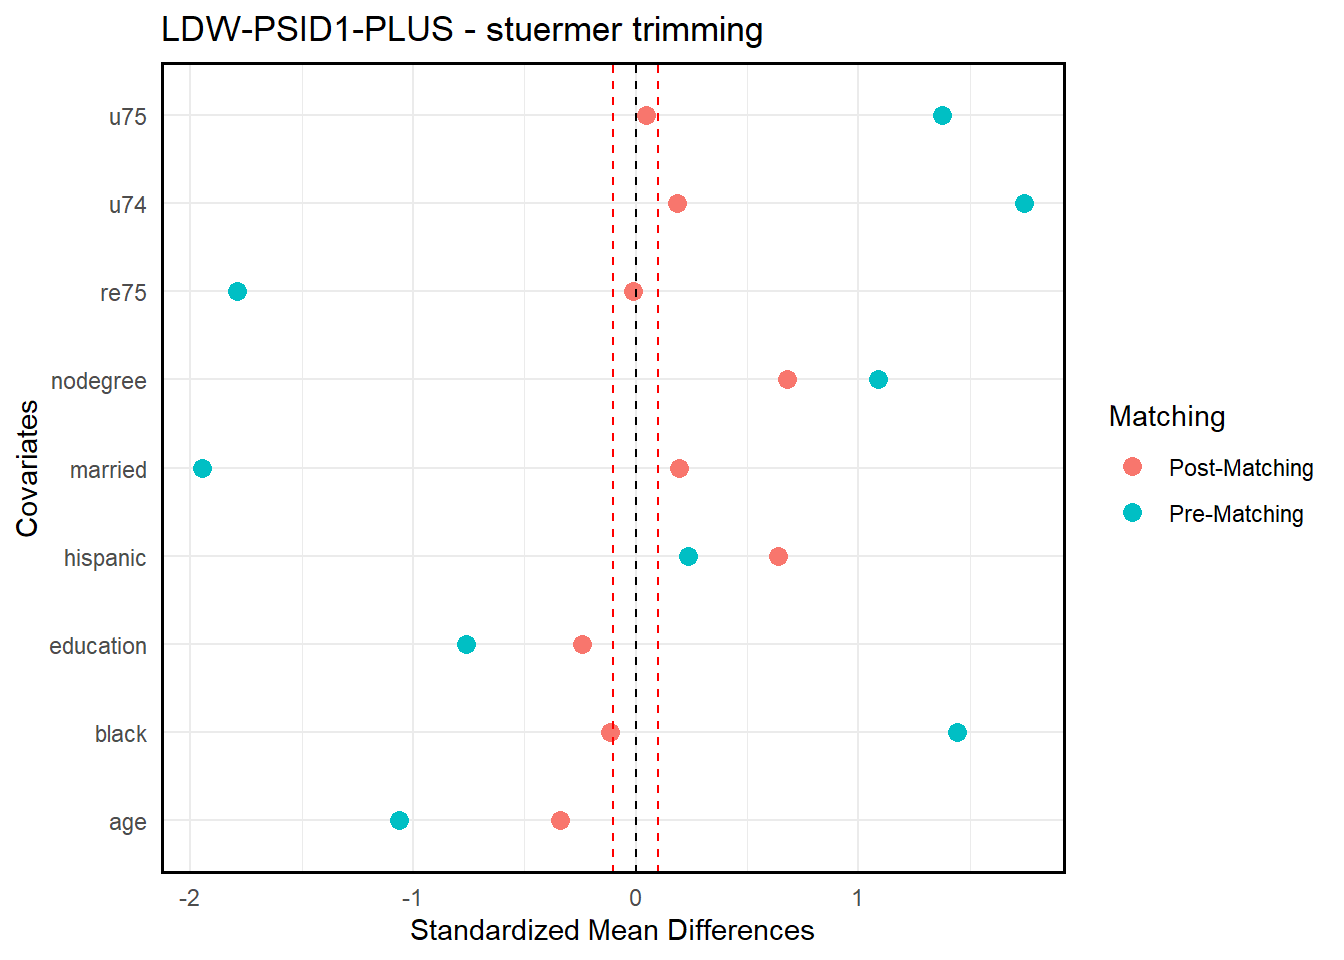 LDW-PSID1-PLUS - stuermer trimming
u75
u74
re75
nodegree
married
hispanic
education
black
age
Covariates
-2
-1
0
1
Standardized Mean Differences
Matching
Post-Matching
Pre-Matching